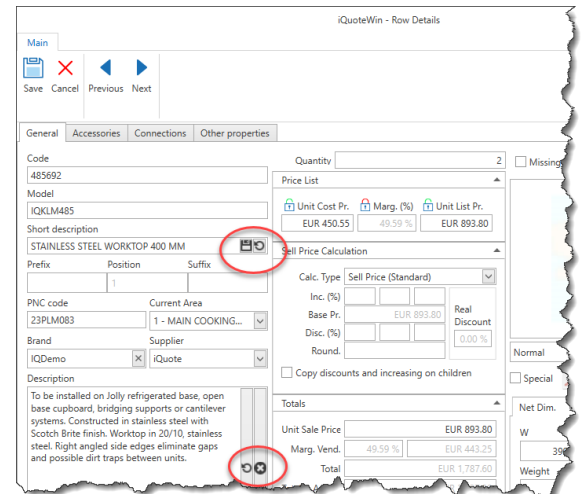 iQuoteWin - Row Details
Main
Save Cancel Previous Next
General Accessories Connections Other properties
Code
485692
Model
IQKLM485
Short description
STAINLESS STEEL WORKTOP 400 MM
Prefix Position Suffix
1
PNC code Current Area
23PLM083 1 - MAIN COOKING...
Brand Supplier
IQDemo iQuote
Description
To be installed on Jolly refrigerated base, open
base cupboard, bridging supports or cantilever
systems. Constructed in stainless steel with
Scotch Brite finish. Worktop in 20/10, stainless
steel. Right angled side edges eliminate gaps
and possible dirt traps between units.
Quantity 2
Price List
Unit Cost Pr. Marg. (%) Unit List Pr.
EUR 450.55 49.59 % EUR 893.80
Sell Price Calculation
Calc. Type Sell Price (Standard)
Inc. (%)
Base Pr. EUR 893.80
Disc. (%)
Round.
Real
Discount
0.00 %
Copy discounts and increasing on children
Totals
Unit Sale Price EUR 893.80
Marg. Vend. 49.59 % EUR 443.25
Total EUR 1,787.60
Missing
Normal
Special
Net Dim.
W
390
Weight